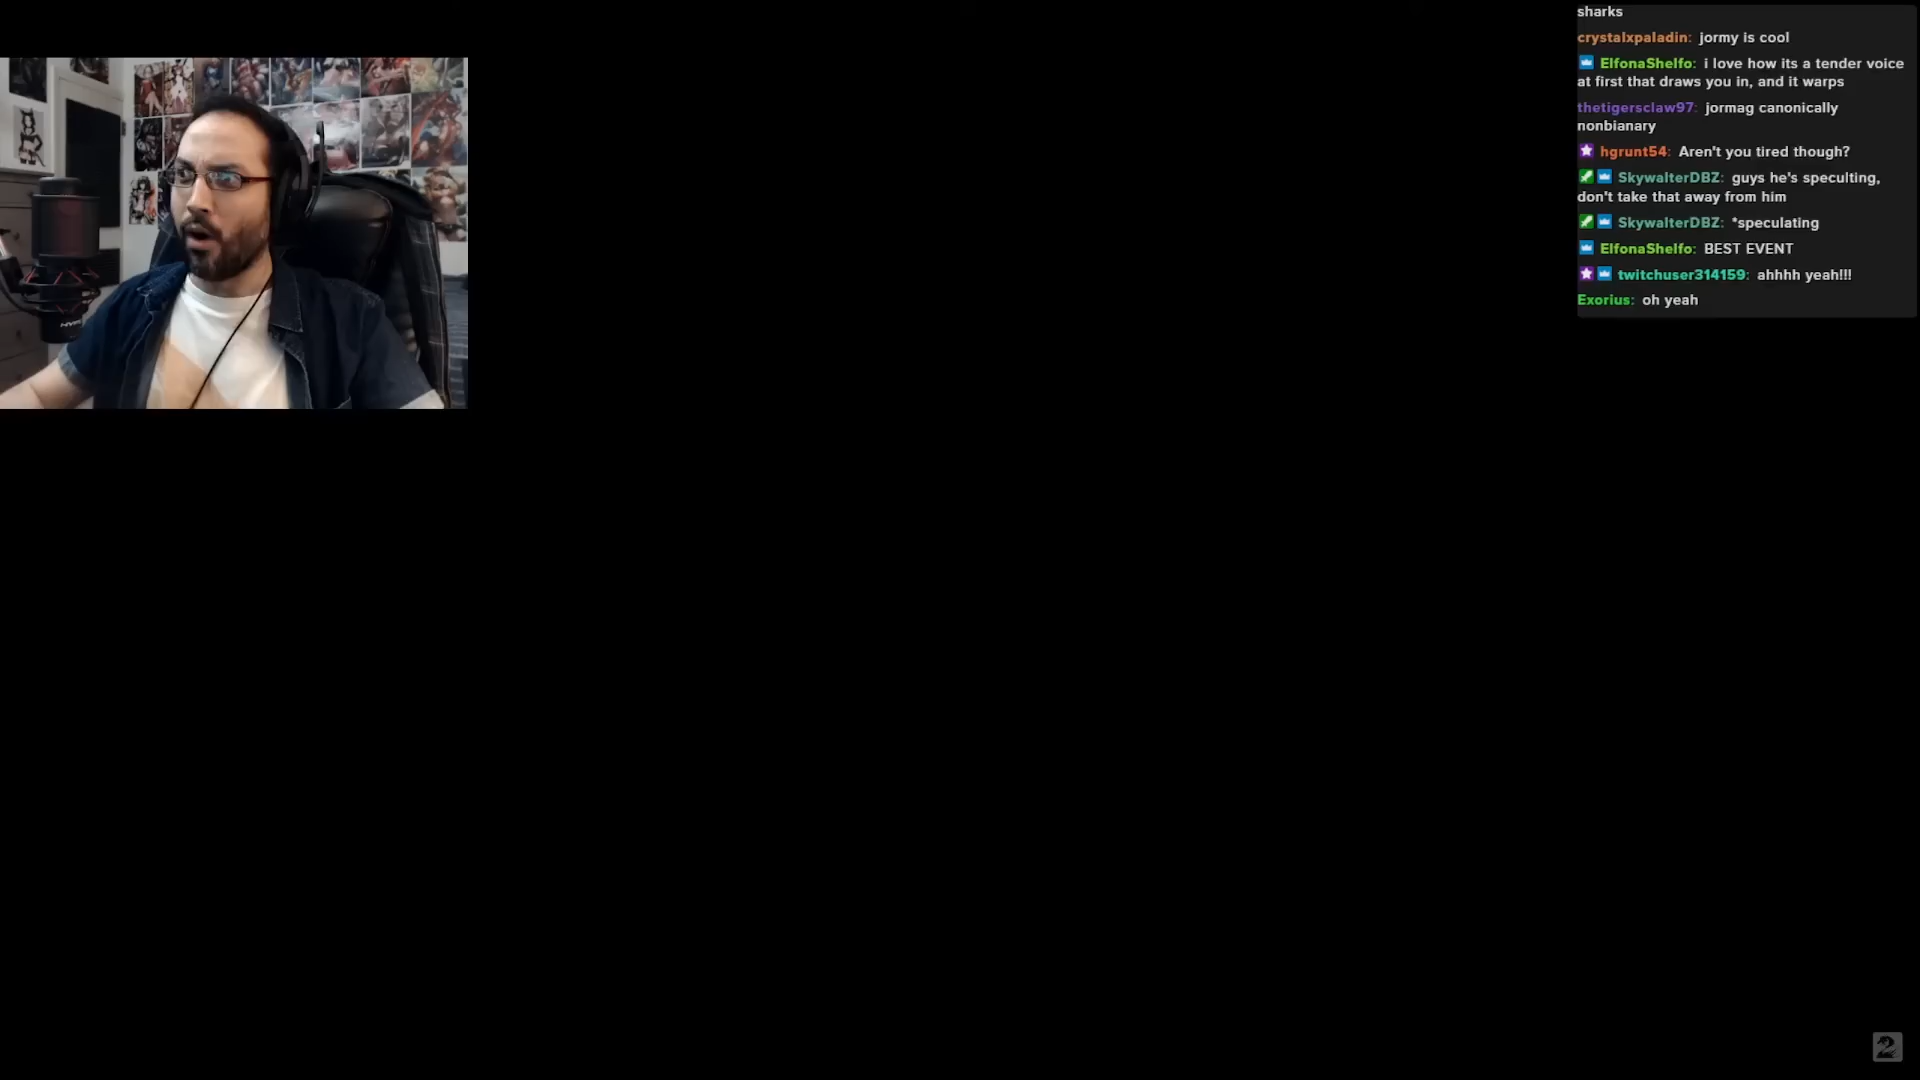 sharks
crystalxpaladin: jormy is cool
ElfonaShelfo: i love how its a tender voice
at first that draws you in, and it warps
thetigersclaw97: jormag canonically
nonbianary
hgrunt54: Aren't you tired though?
SkywalterDBZ: guys he's speculting,
don't take that away from him
SkywalterDBZ: *speculating
ElfonaShelfo: BEST EVENT
twitchuser314159: ahhhh yeah!!!
Exorius: oh yeah
2